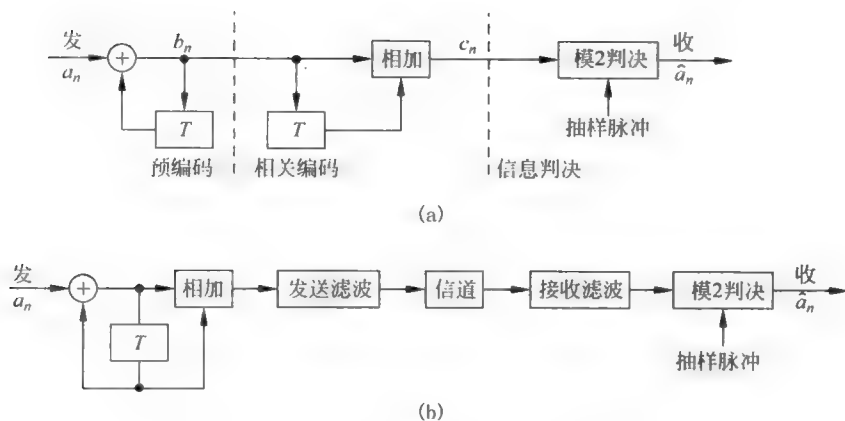 发
a_n
+
b_n
T
预编码
T
相关编码
相加
c_n
信息判决
模2判决
抽样脉冲
收
â_n
(a)
发
a_n
+
T
相加
发送滤波
信道
接收滤波
模2判决
抽样脉冲
收
â_n
(b)